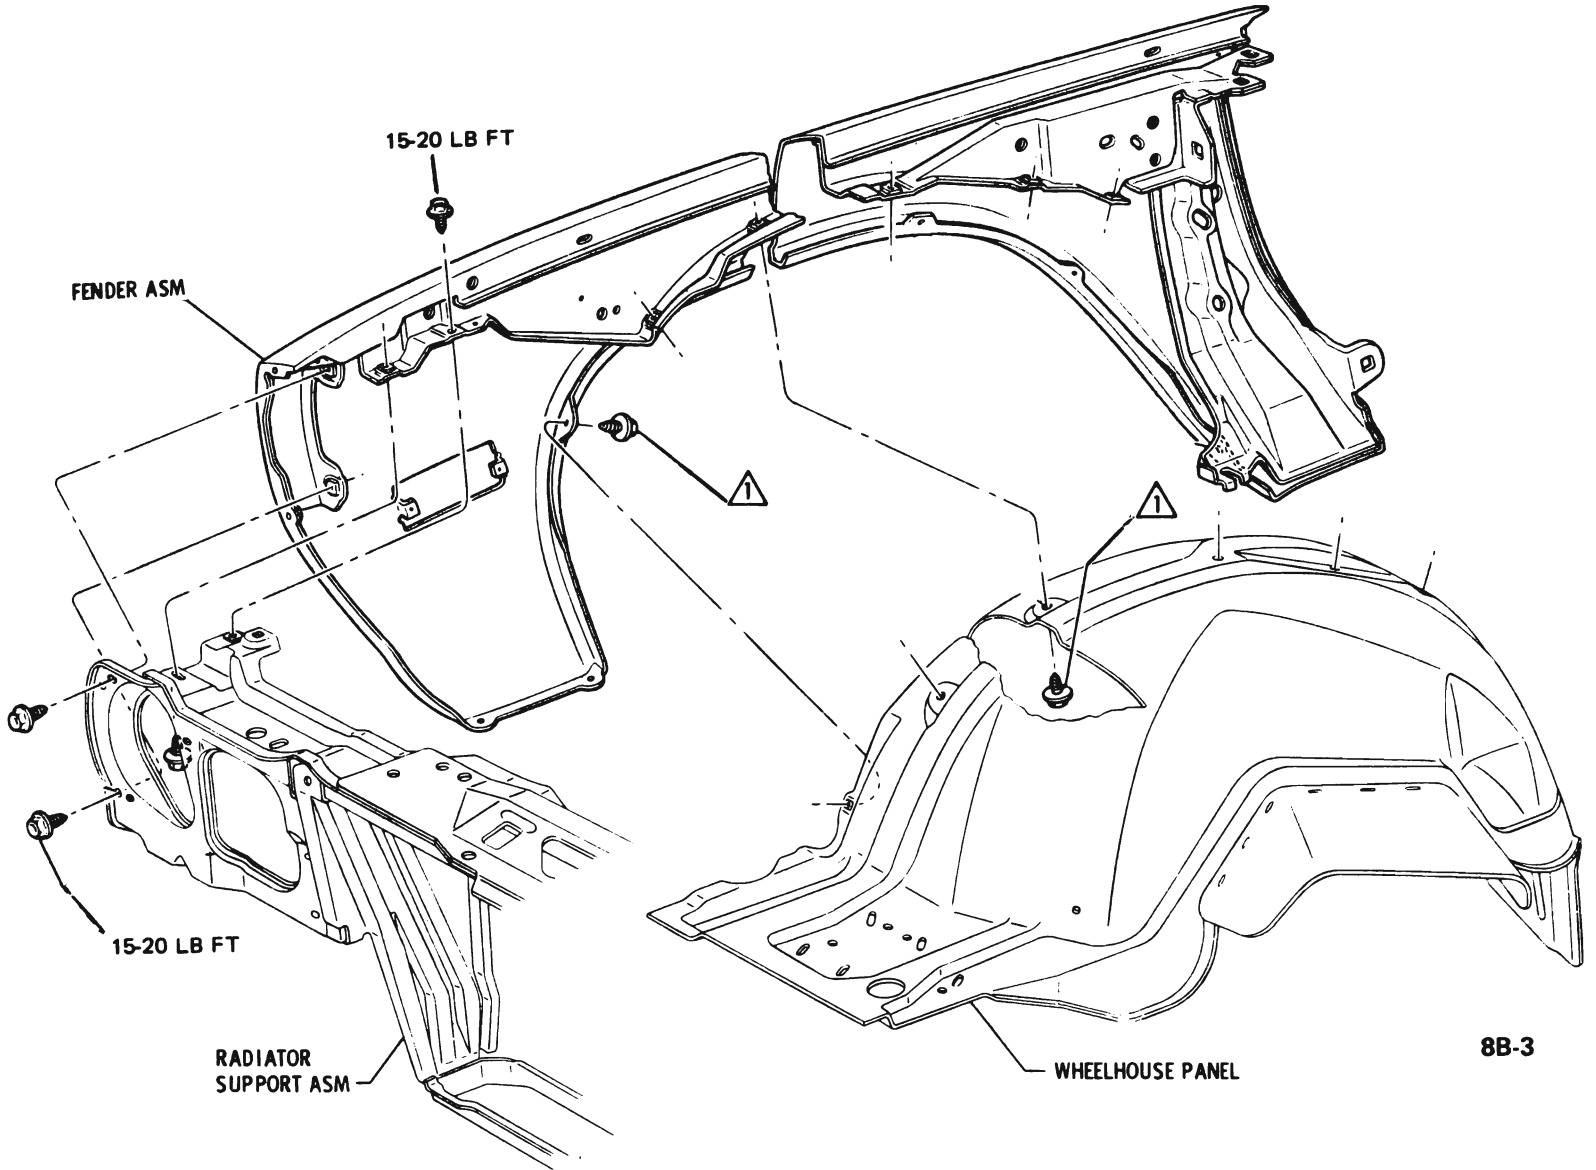 15-20 LB FT
FENDER ASM
1
1
15-20 LB FT
RADIATOR
SUPPORT ASM
WHEELHOUSE PANEL
8B-3